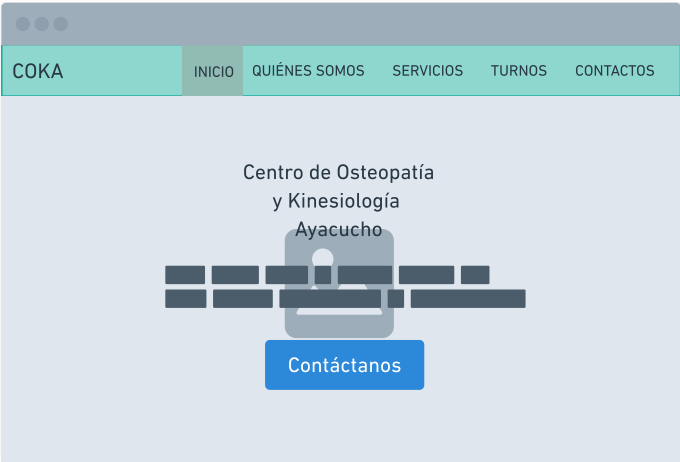 COKA
INICIO
QUIÉNES SOMOS
SERVICIOS
TURNOS
CONTACTOS
Centro de Osteopatía
y Kinesiología
Ayacucho
Contáctanos